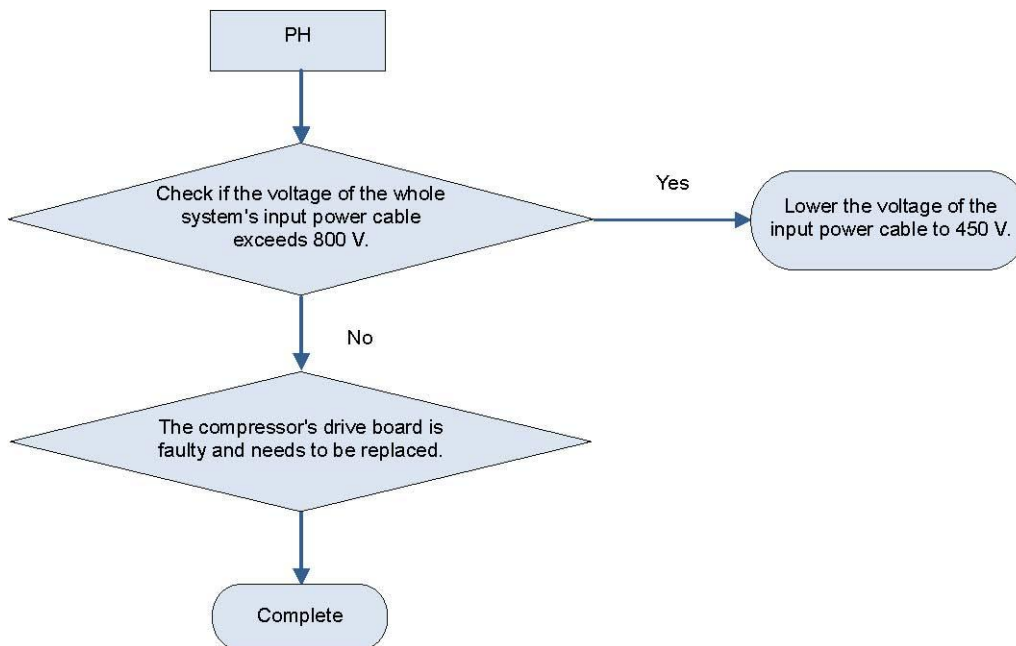 PH
Check if the voltage of the whole
system's input power cable
exceeds 800 V.
Yes
Lower the voltage of the
input power cable to 450 V.
No
The compressor's drive board is
faulty and needs to be replaced.
Complete